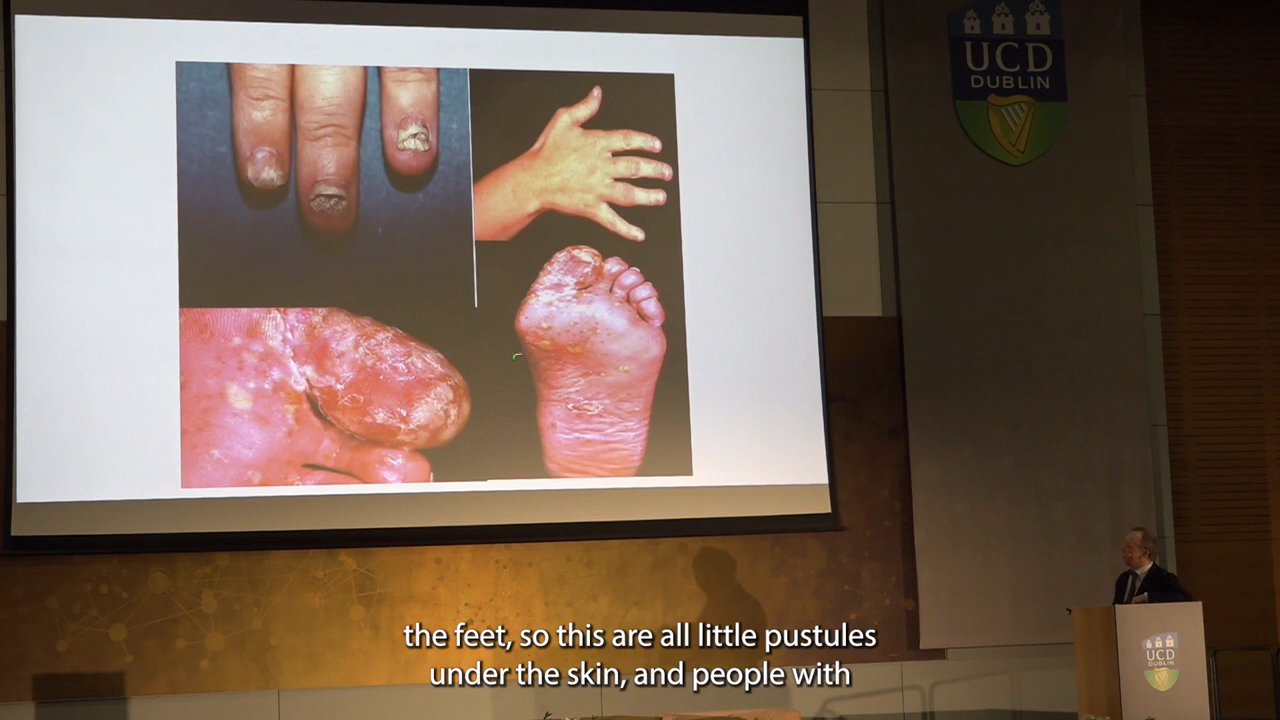 UCD
DUBLIN
the feet, so this are all little pustules
under the skin, and people with
UCD
DUBLIN